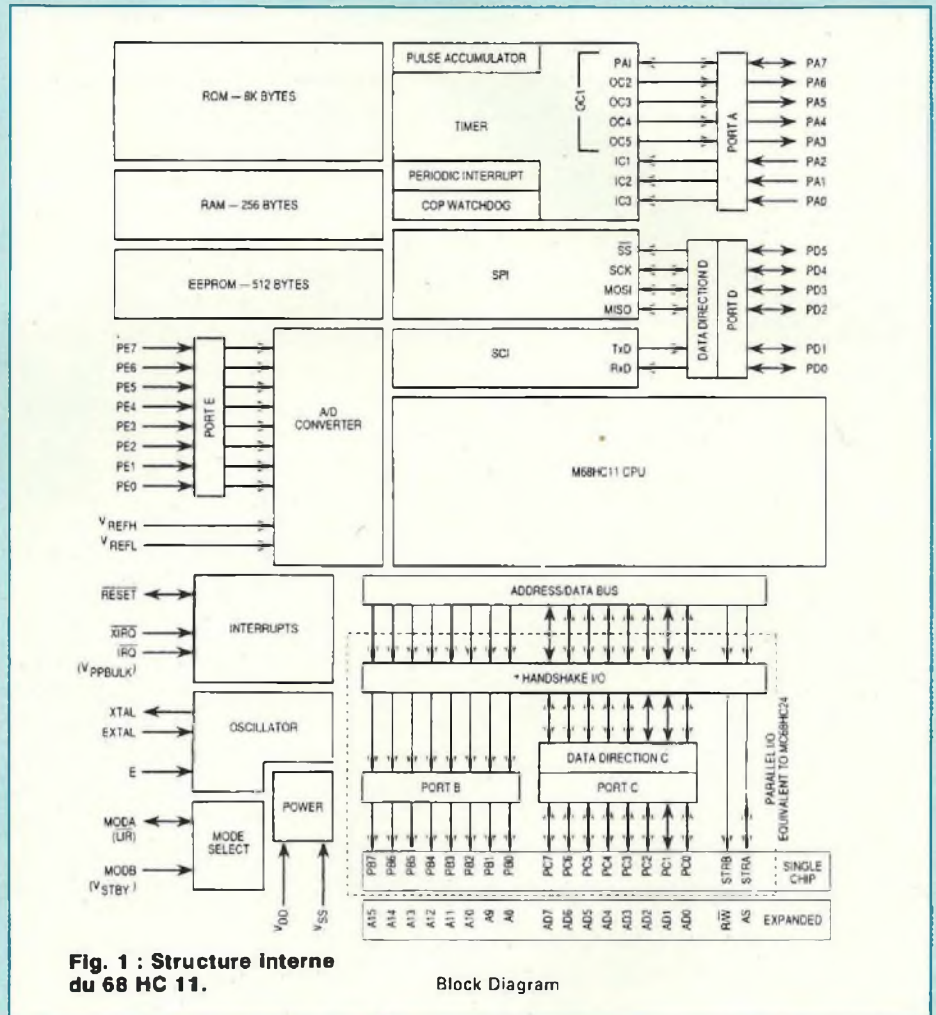 ROM — 8K BYTES
RAM — 256 BYTES
EEPROM — 512 BYTES
PULSE ACCUMULATOR
TIMER
PERIODIC INTERRUPT
COP WATCHDOG
OC1
PAI
OC2
OC3
OC4
OC5
IC1
IC2
IC3
PORT A
PA7
PA6
PA5
PA4
PA3
PA2
PA1
PA0
SPI
SS
SCK
MOSI
MISO
SCI
TxD
RxD
DATA DIRECTION D
PORT D
PD5
PD4
PD3
PD2
PD1
PD0
PE7
PE6
PE5
PE4
PE3
PE2
PE1
PE0
PORT E
VREFH
VREFL
A/D
CONVERTER
M68HC11 CPU
RESET
XIRQ
IRQ
(VPPBULK)
INTERRUPTS
XTAL
EXTAL
E
OSCILLATOR
POWER
MODA
(LIR)
MODB
(VSTBY)
MODE
SELECT
VDD
VSS
ADDRESS/DATA BUS
* HANDSHAKE I/O
DATA DIRECTION C
PORT B
PORT C
PARALLEL I/O
EQUIVALENT TO MC68HC24
PB7 PB6 PB5 PB4 PB3 PB2 PB1 PB0 PC7 PC6 PC5 PC4 PC3 PC2 PC1 PC0 STRB STRA
SINGLE
CHIP
A15 A14 A13 A12 A11 A10 A9 A8 AD7 AD6 AD5 AD4 AD3 AD2 AD1 AD0 R/W AS EXPANDED
Fig. 1 : Structure interne
du 68 HC 11.
Block Diagram